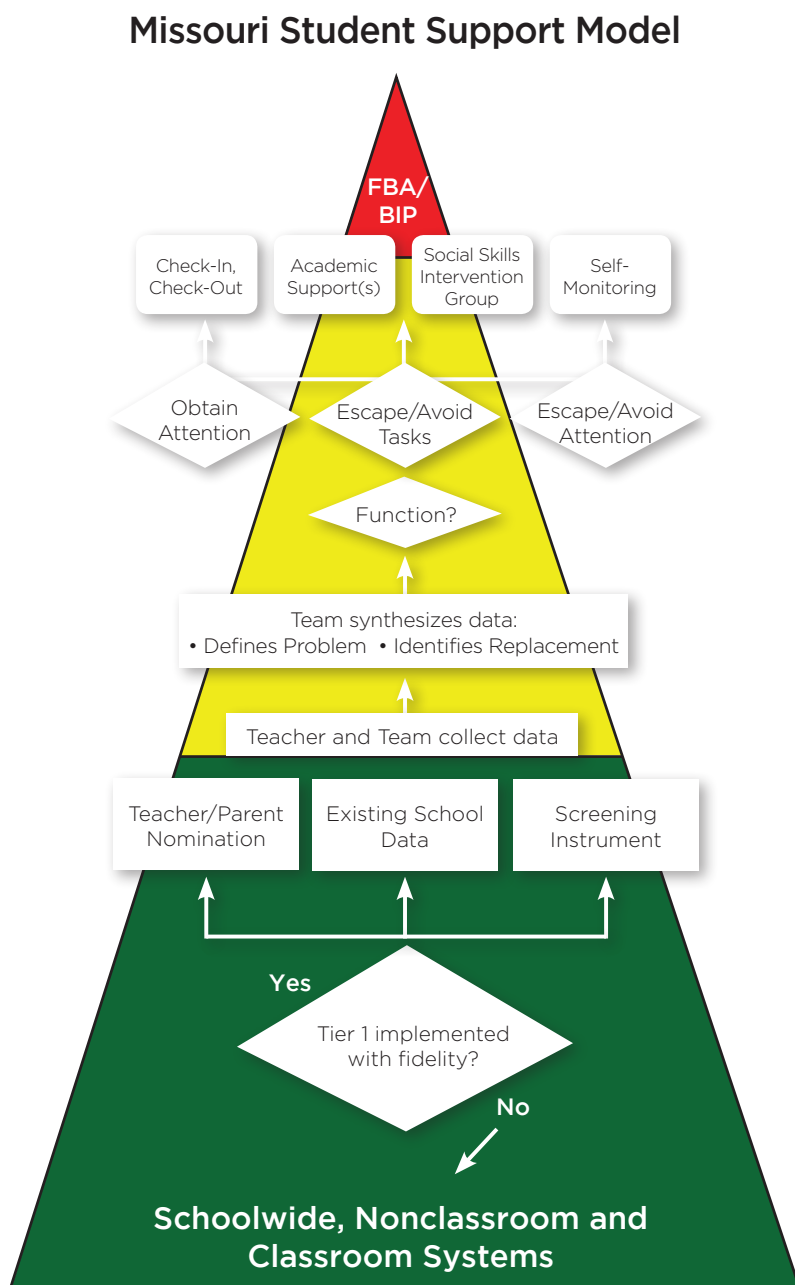 Missouri Student Support Model
FBA/
BIP
Check-In,
Check-Out
Academic
Support(s)
Social Skills
Intervention
Group
Self-
Monitoring
Obtain
Attention
Escape/Avoid
Tasks
Escape/Avoid
Attention
Function?
Team synthesizes data:
• Defines Problem • Identifies Replacement
Teacher and Team collect data
Teacher/Parent
Nomination
Existing School
Data
Screening
Instrument
Yes
Tier 1 implemented
with fidelity?
No
Schoolwide, Nonclassroom and
Classroom Systems